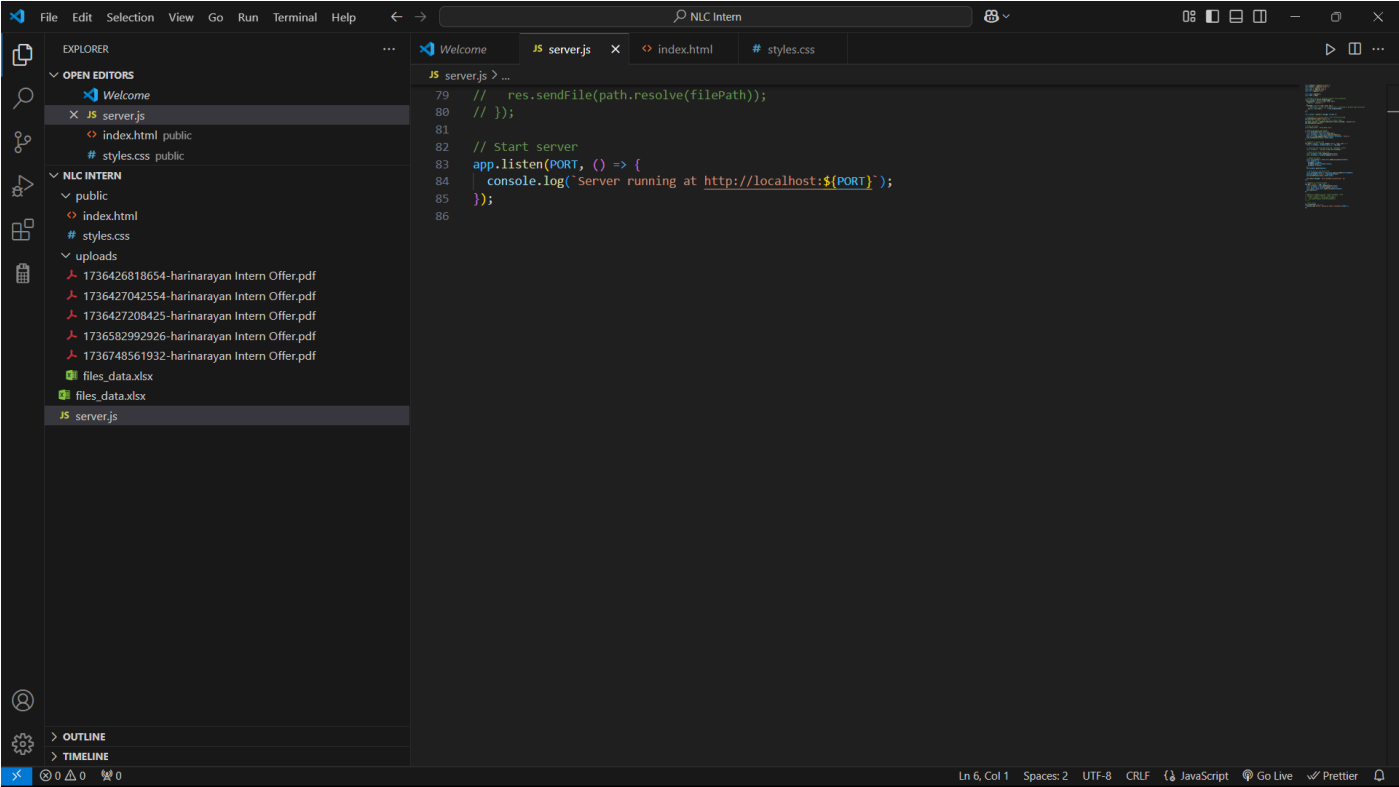 File Edit Selection View Go Run Terminal Help
NLC Intern
EXPLORER
OPEN EDITORS
Welcome
JS server.js
index.html public
# styles.css public
NLC INTERN
public
index.html
# styles.css
uploads
1736426818654-harinarayan Intern Offer.pdf
1736427042554-harinarayan Intern Offer.pdf
1736427208425-harinarayan Intern Offer.pdf
1736582992926-harinarayan Intern Offer.pdf
1736748561932-harinarayan Intern Offer.pdf
files_data.xlsx
files_data.xlsx
JS server.js
OUTLINE
TIMELINE
Welcome JS server.js index.html # styles.css
JS server.js > ...
79 // res.sendFile(path.resolve(filePath));
80 // });
81
82 // Start server
83 app.listen(PORT, () => {
84 console.log(`Server running at http://localhost:${PORT}`);
85 });
86
0 0 0 Ln 6, Col 1 Spaces: 2 UTF-8 CRLF JavaScript Go Live Prettier